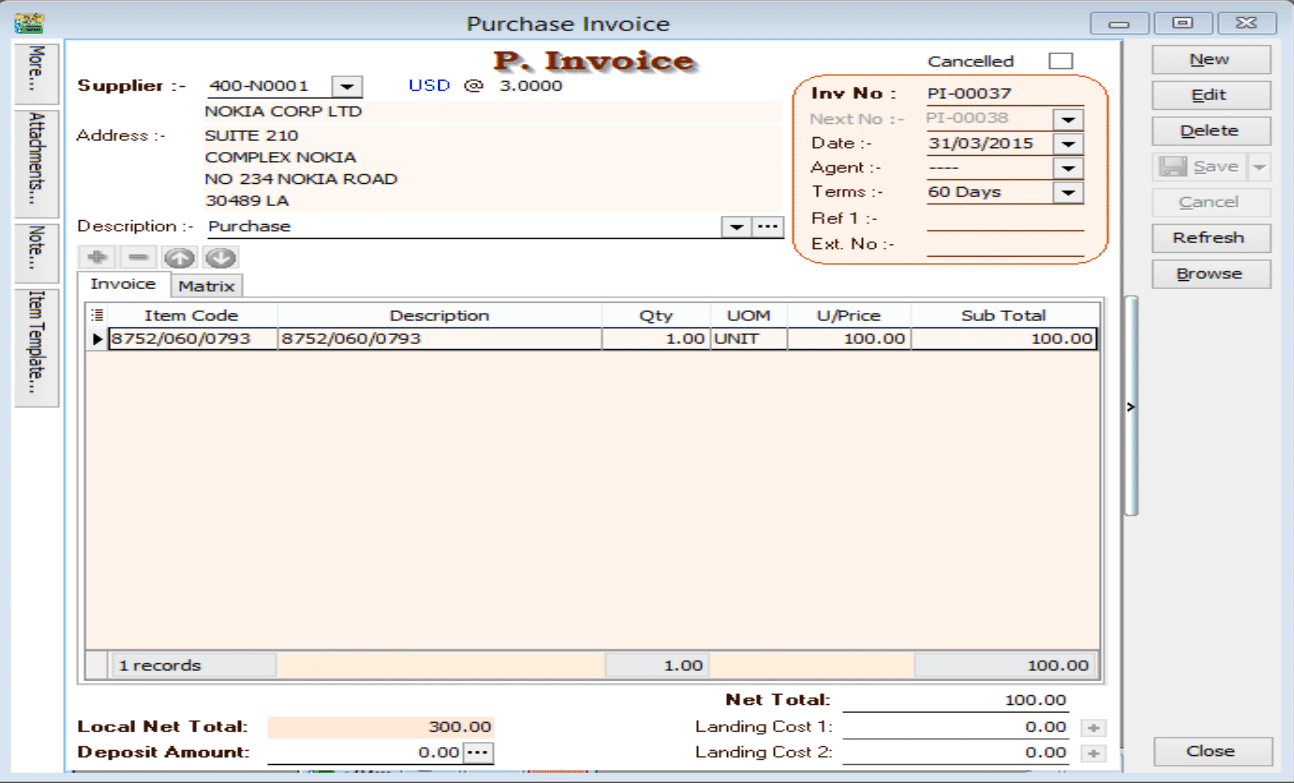 Purchase Invoice
More...
Attachments...
Note...
Item Template...
P. Invoice
Cancelled
Supplier :- 400-N0001 USD @ 3.0000
NOKIA CORP LTD
Address :- SUITE 210
COMPLEX NOKIA
NO 234 NOKIA ROAD
30489 LA
Description :- Purchase
Inv No : PI-00037
Next No :- PI-00038
Date :- 31/03/2015
Agent :- ----
Terms :- 60 Days
Ref 1 :-
Ext. No :-
Invoice Matrix
Item Code Description Qty UOM U/Price Sub Total
8752/060/0793 8752/060/0793 1.00 UNIT 100.00 100.00
1 records 1.00 100.00
Net Total: 100.00
Local Net Total: 300.00 Landing Cost 1: 0.00
Deposit Amount: 0.00 Landing Cost 2: 0.00
New
Edit
Delete
Save
Cancel
Refresh
Browse
Close